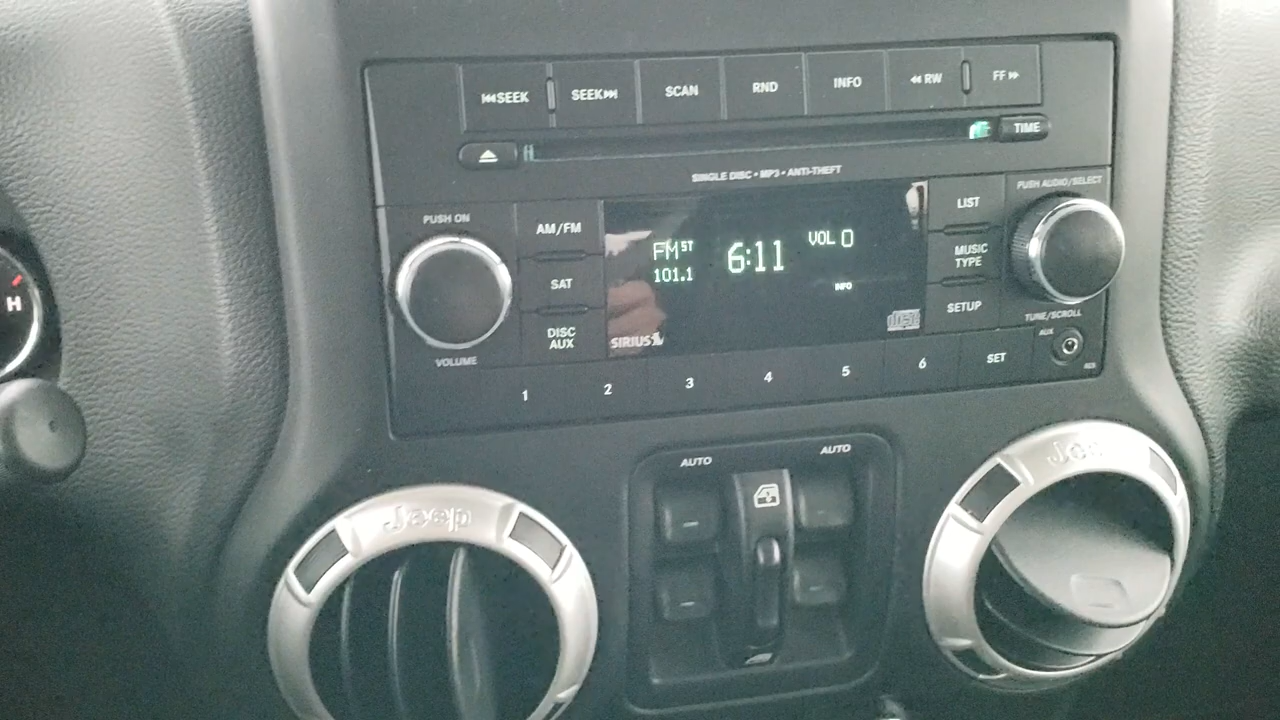 SEEK
SEEK
SCAN
RND
INFO
RW
FF
TIME
SINGLE DISC • MP3 • ANTI-THEFT
PUSH ON
AM/FM
SAT
DISC
AUX
VOLUME
FM ST
101.1
6:11
VOL 0
INFO
SIRIUS
LIST
MUSIC
TYPE
SETUP
PUSH AUDIO/SELECT
TUNE/SCROLL
AUX
1
2
3
4
5
6
SET
H
AUTO
AUTO
Jeep
Jeep